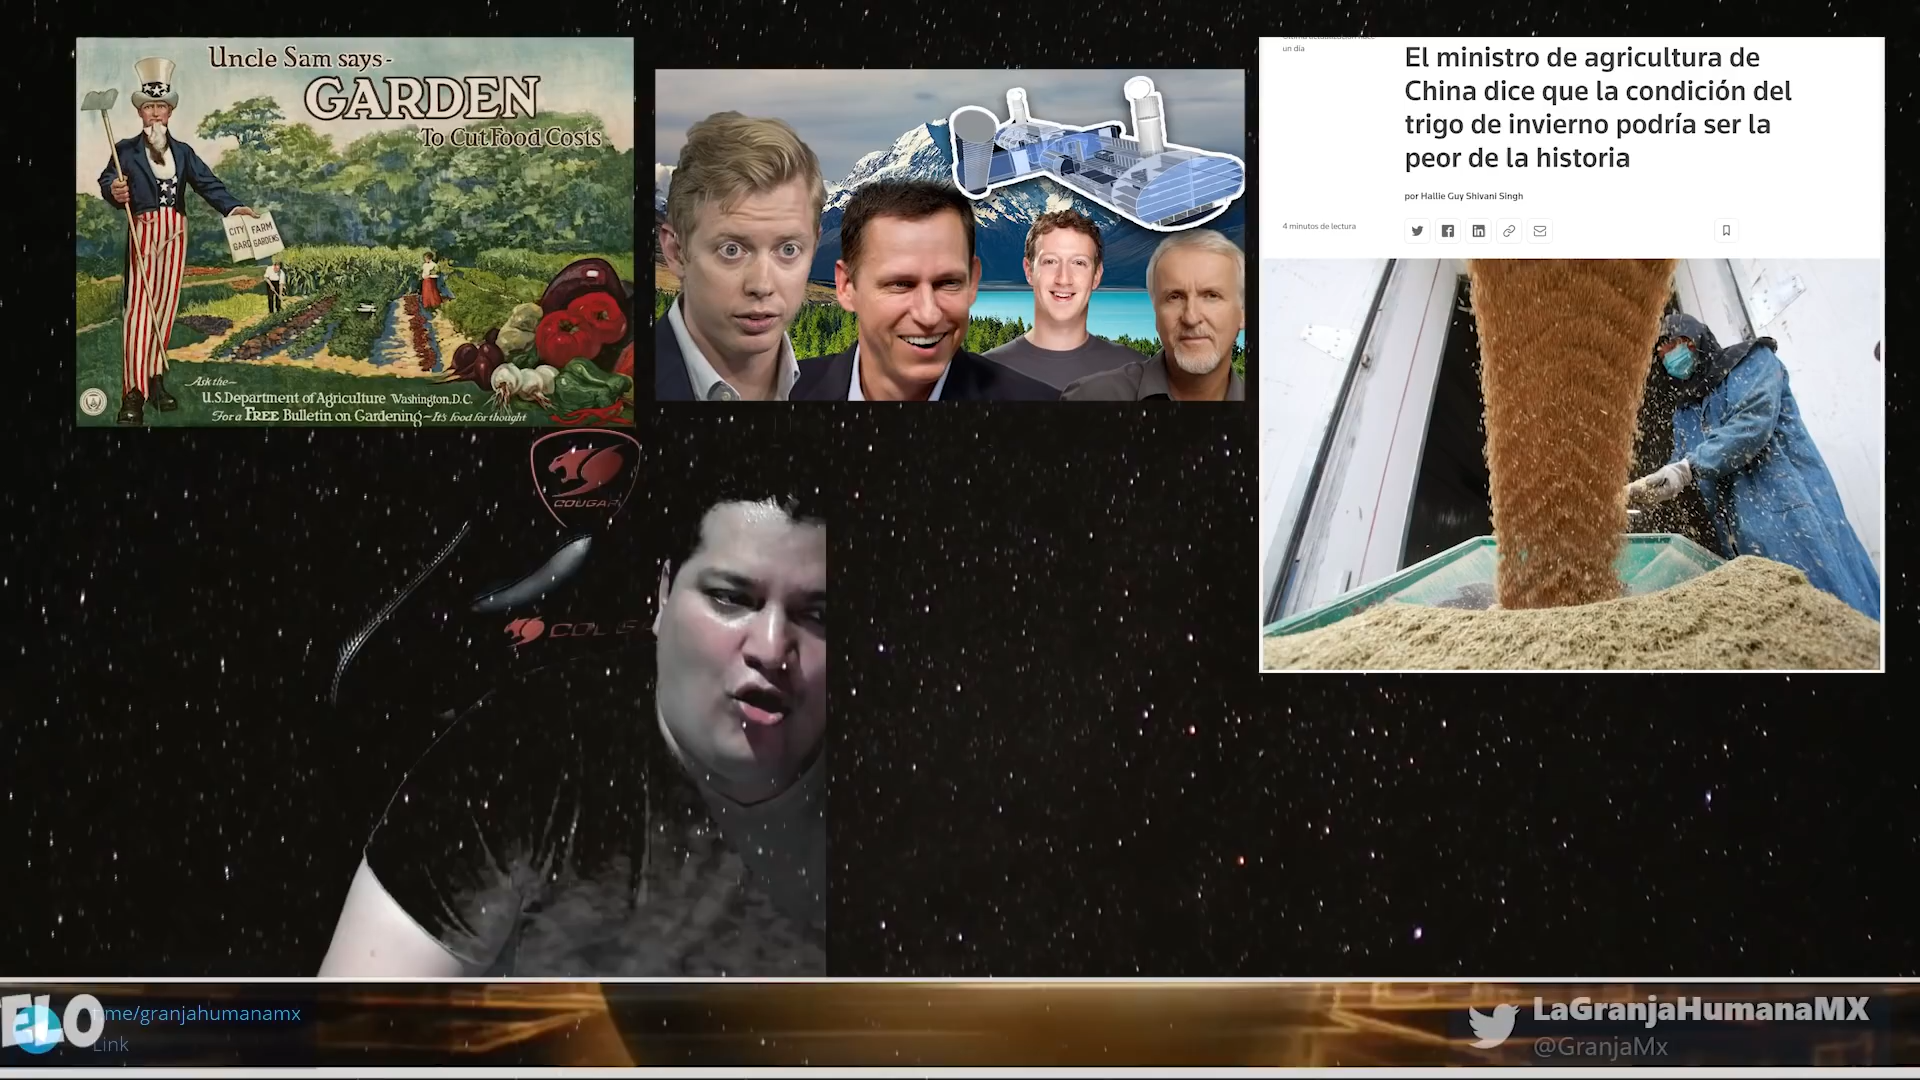 Uncle Sam says-
GARDEN
To Cut Food Costs
CITY
FARM
GARDENS
Ask the-
U.S. Department of Agriculture Washington, D.C.
For a FREE Bulletin on Gardening-It's food for thought
un día
El ministro de agricultura de
China dice que la condición del
trigo de invierno podría ser la
peor de la historia
por Hallie Guy Shivani Singh
4 minutos de lectura
COUGAR
ELO
me/granjahumanamx
Link
LaGranjaHumanaMX
@GranjaMx